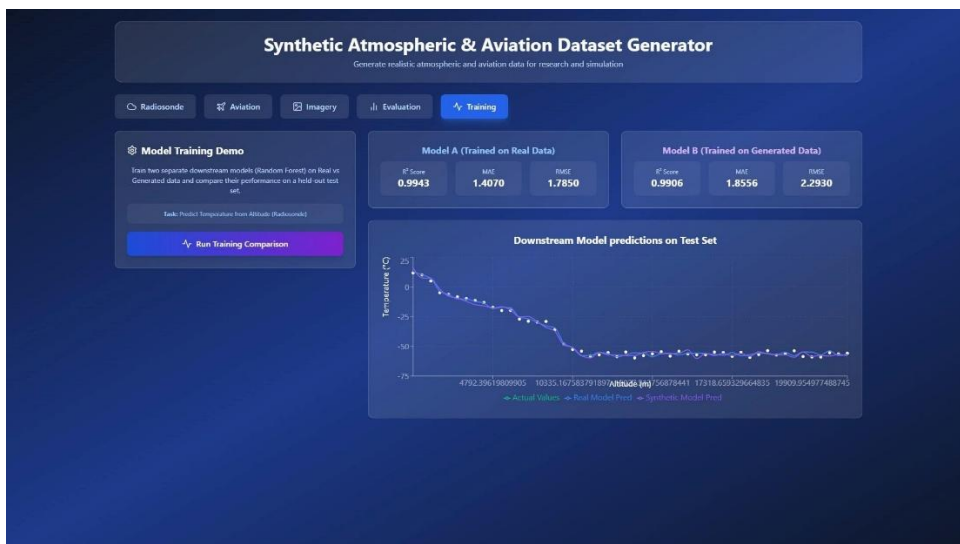 Synthetic Atmospheric & Aviation Dataset Generator
Generate realistic atmospheric and aviation data for research and simulation
Radiosonde
Aviation
Imagery
Evaluation
Training
Model Training Demo
Train two separate downstream models (Random Forest) on Real vs
Generated data and compare their performance on a held-out test
set.
Task: Predict Temperature from Altitude (Radiosonde)
Run Training Comparison
Model A (Trained on Real Data)
R² Score
0.9943
MAE
1.4070
RMSE
1.7850
Model B (Trained on Generated Data)
R² Score
0.9906
MAE
1.8556
RMSE
2.2930
Downstream Model predictions on Test Set
Temperature (°C)
25
0
-25
-50
-75
4792.39619809905
17318.659329664835
19909.954977488745
Altitude (m)
Actual Values
Real Model Pred
Synthetic Model Pred